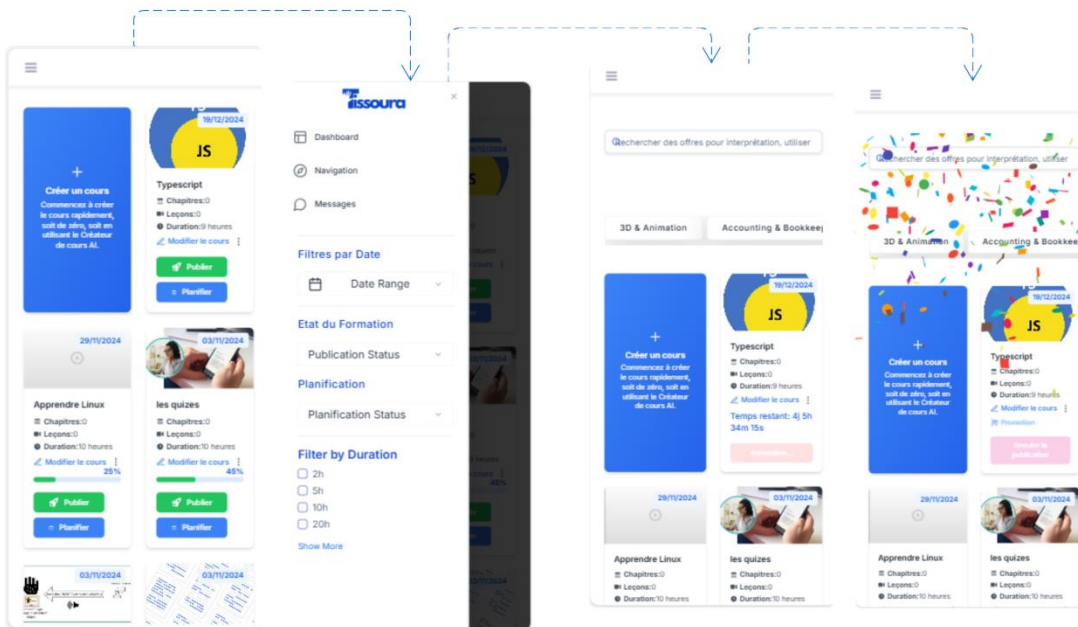 19/12/2024
JS
+
Créer un cours
Commencez à créer
le cours rapidement,
soit de zéro, soit en
utilisant le Créateur
de cours AI.
Typescript
Chapitres:0
Leçons:0
Duration:9 heures
Modifier le cours
Publier
Planifier
29/11/2024
Apprendre Linux
Chapitres:0
Leçons:0
Duration:10 heures
Modifier le cours
25%
Publier
Planifier
03/11/2024
les quizes
Chapitres:0
Leçons:0
Duration:10 heures
Modifier le cours
45%
Publier
Planifier
03/11/2024
03/11/2024
Tissoura
×
Dashboard
Navigation
Messages
Filtres par Date
Date Range
Etat du Formation
Publication Status
Planification
Planification Status
Filter by Duration
2h
5h
10h
20h
Show More
Rechercher des offres pour interprétation, utiliser
3D & Animation
Accounting & Bookkeep
+
Créer un cours
Commencez à créer
le cours rapidement,
soit de zéro, soit en
utilisant le Créateur
de cours AI.
19/12/2024
JS
Typescript
Chapitres:0
Leçons:0
Duration:9 heures
Modifier le cours
Temps restant: 4j 5h
34m 15s
29/11/2024
Apprendre Linux
Chapitres:0
Leçons:0
Duration:10 heures
03/11/2024
les quizes
Chapitres:0
Leçons:0
Duration:10 heures
Rechercher des offres pour interprétation, utiliser
3D & Animation
Accounting & Bookkee
+
Créer un cours
Commencez à créer
le cours rapidement,
soit de zéro, soit en
utilisant le Créateur
de cours AI.
19/12/2024
JS
Typescript
Chapitres:0
Leçons:0
Duration:9 heures
Modifier le cours
Promotion
Annuler la
publication
29/11/2024
Apprendre Linux
Chapitres:0
Leçons:0
Duration:10 heures
03/11/2024
les quizes
Chapitres:0
Leçons:0
Duration:10 heures